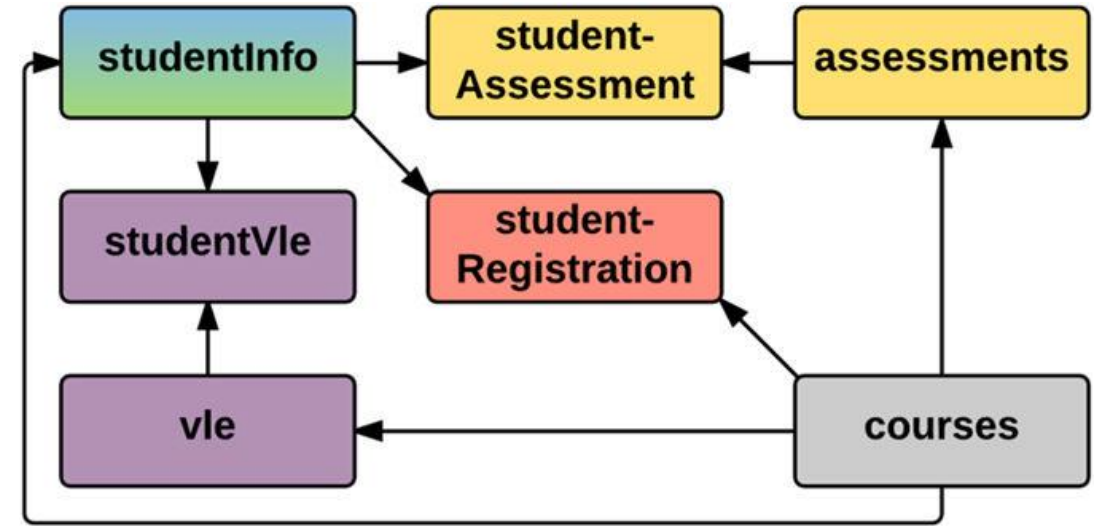 studentInfo
student-
Assessment
assessments
studentVle
student-
Registration
vle
courses